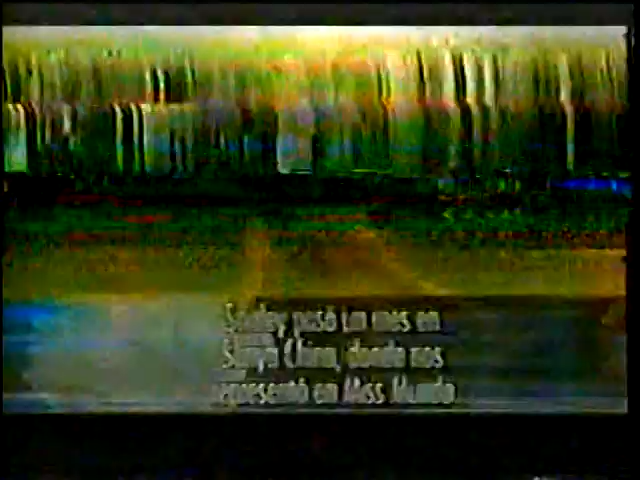 pasó un mes en
Sanya China, donde nos
representó en Miss Mundo